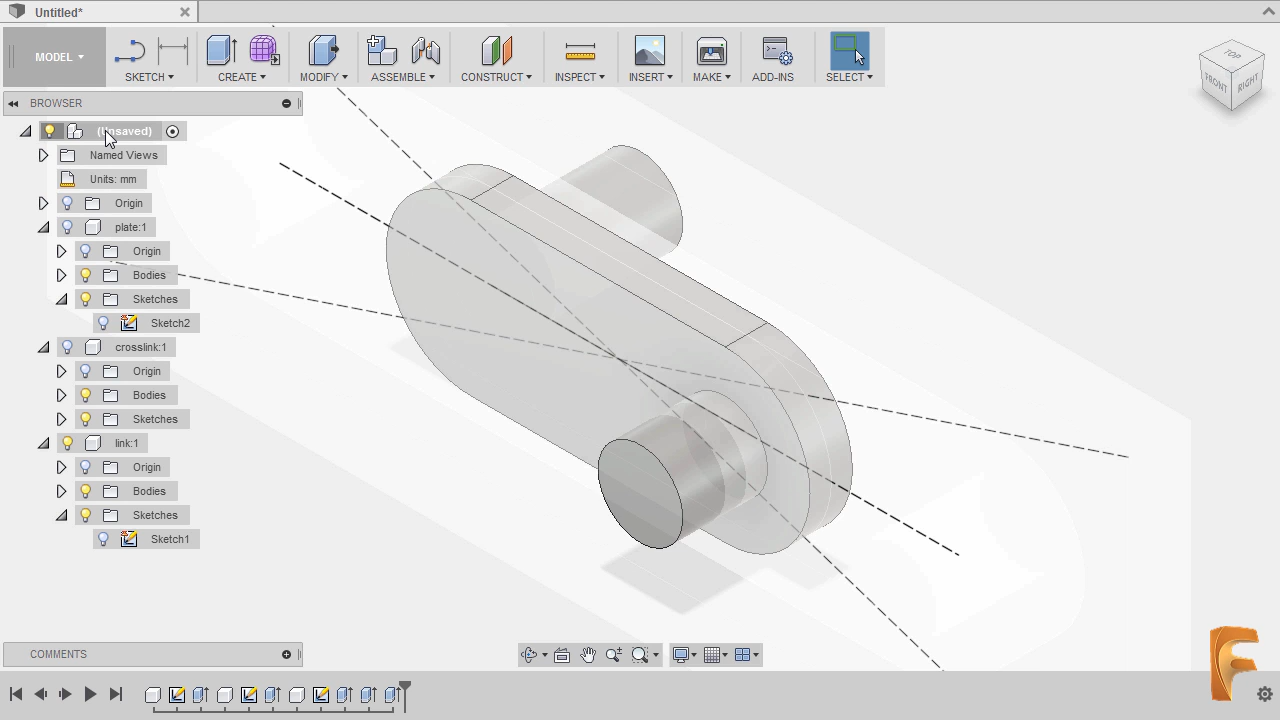 Untitled*
MODEL
SKETCH
CREATE
MODIFY
ASSEMBLE
CONSTRUCT
INSPECT
INSERT
MAKE
ADD-INS
SELECT
TOP
FRONT
RIGHT
BROWSER
(Unsaved)
Named Views
Units: mm
Origin
plate:1
Origin
Bodies
Sketches
Sketch2
crosslink:1
Origin
Bodies
Sketches
link:1
Origin
Bodies
Sketches
Sketch1
COMMENTS